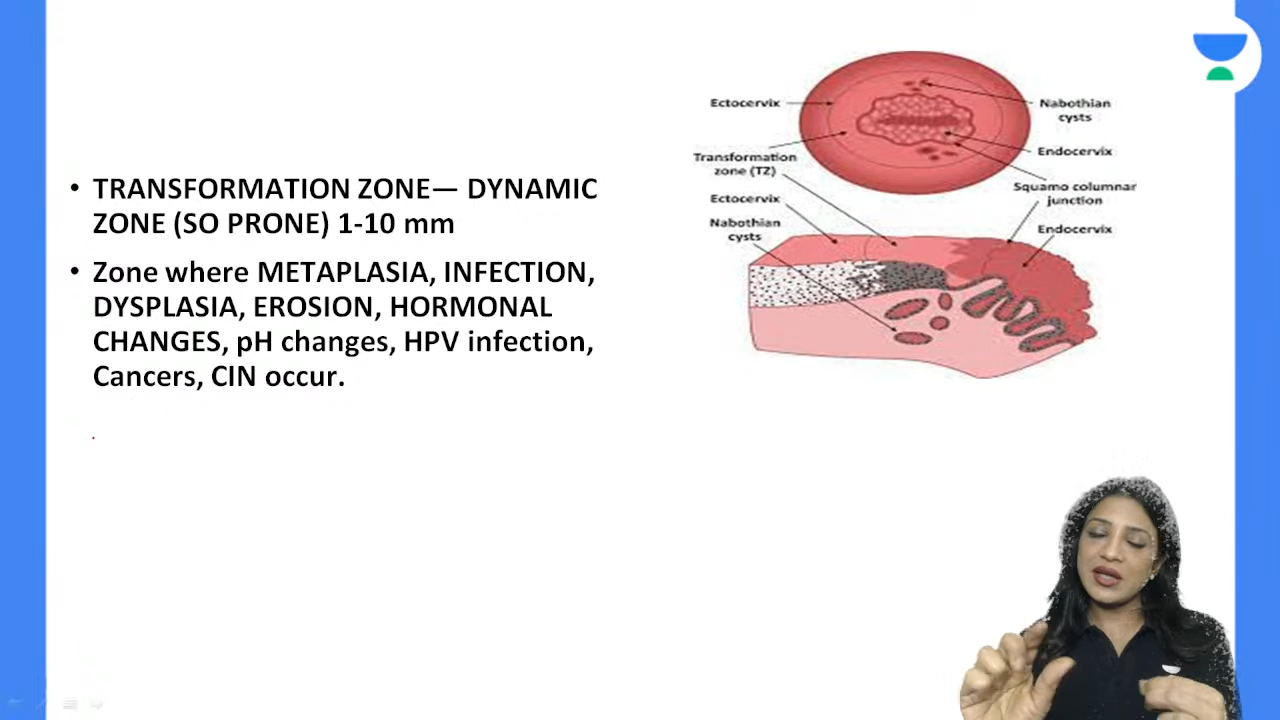 • TRANSFORMATION ZONE— DYNAMIC
ZONE (SO PRONE) 1-10 mm
• Zone where METAPLASIA, INFECTION,
DYSPLASIA, EROSION, HORMONAL
CHANGES, pH changes, HPV infection,
Cancers, CIN occur.
Ectocervix
Transformation
zone (TZ)
Ectocervix
Nabothian
cysts
Nabothian
cysts
Endocervix
Squamo columnar
junction
Endocervix